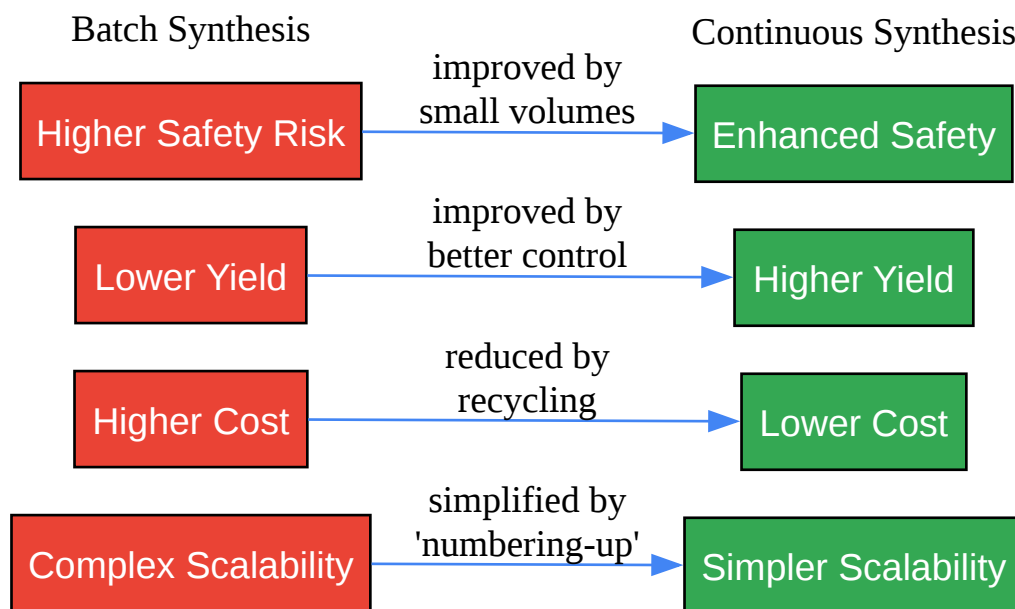 Batch Synthesis
Continuous Synthesis
improved by
small volumes
Higher Safety Risk
Enhanced Safety
improved by
better control
Lower Yield
Higher Yield
reduced by
recycling
Higher Cost
Lower Cost
simplified by
'numbering-up'
Complex Scalability
Simpler Scalability